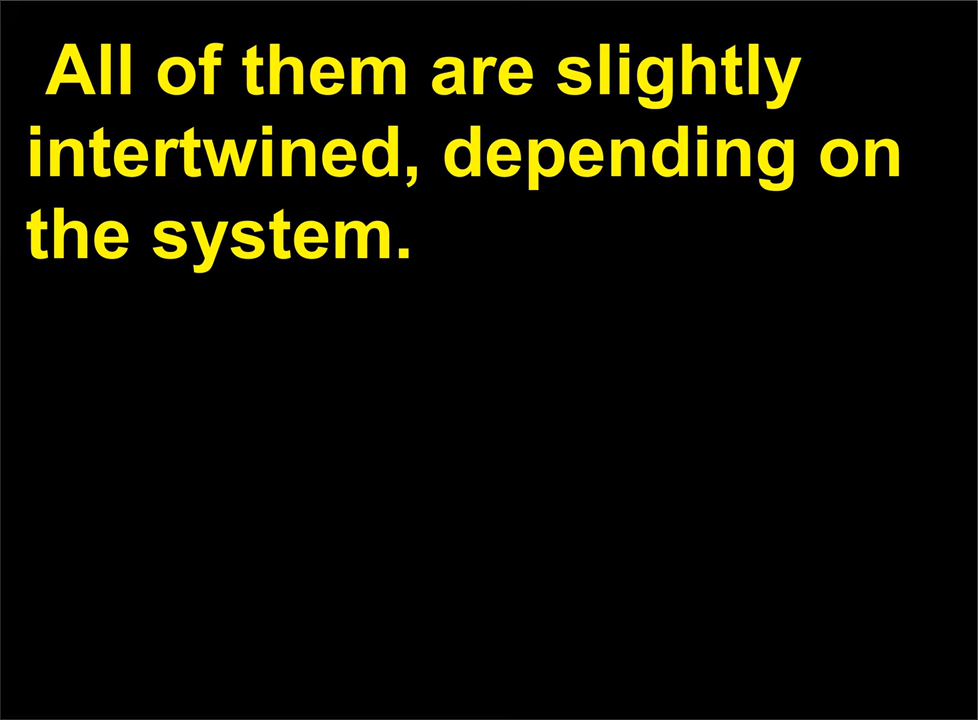 All of them are slightly
intertwined, depending on
the system.